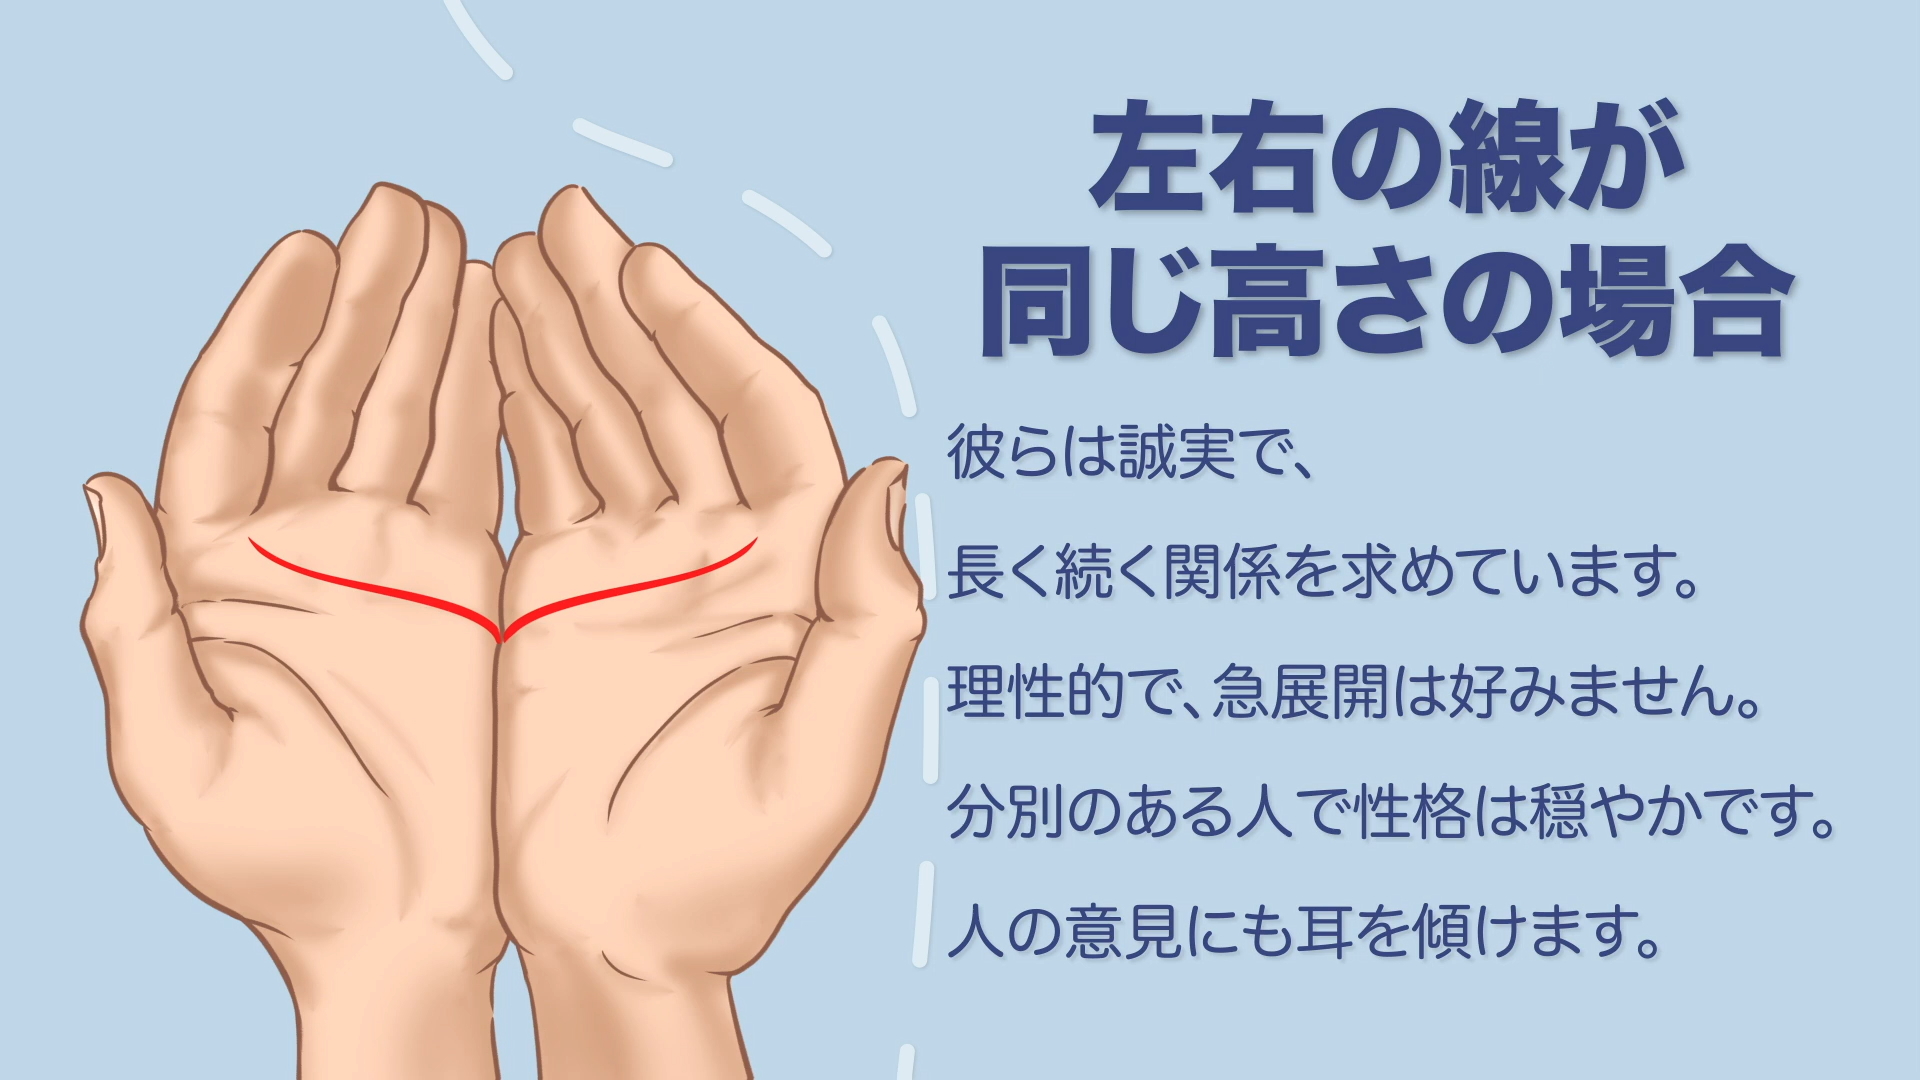 左右の線が
同じ高さの場合
彼らは誠実で、
長く続く関係を求めています。
理性的で、急展開は好みません。
分別のある人で性格は穏やかです。
人の意見にも耳を傾けます。